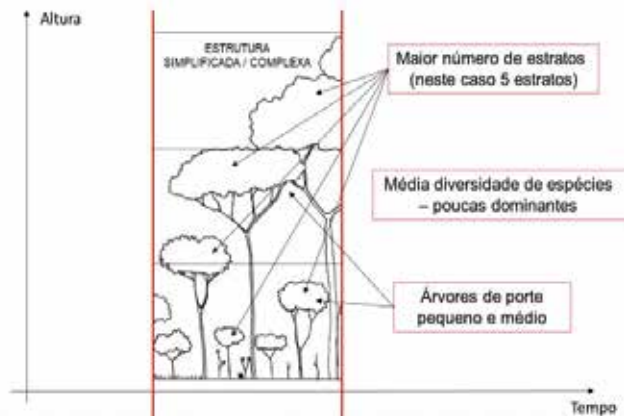 Altura
ESTRUTURA
SIMPLIFICADA / COMPLEXA
Maior número de estratos
(neste caso 5 estratos)
Média diversidade de espécies
– poucas dominantes
Árvores de porte
pequeno e médio
Tempo